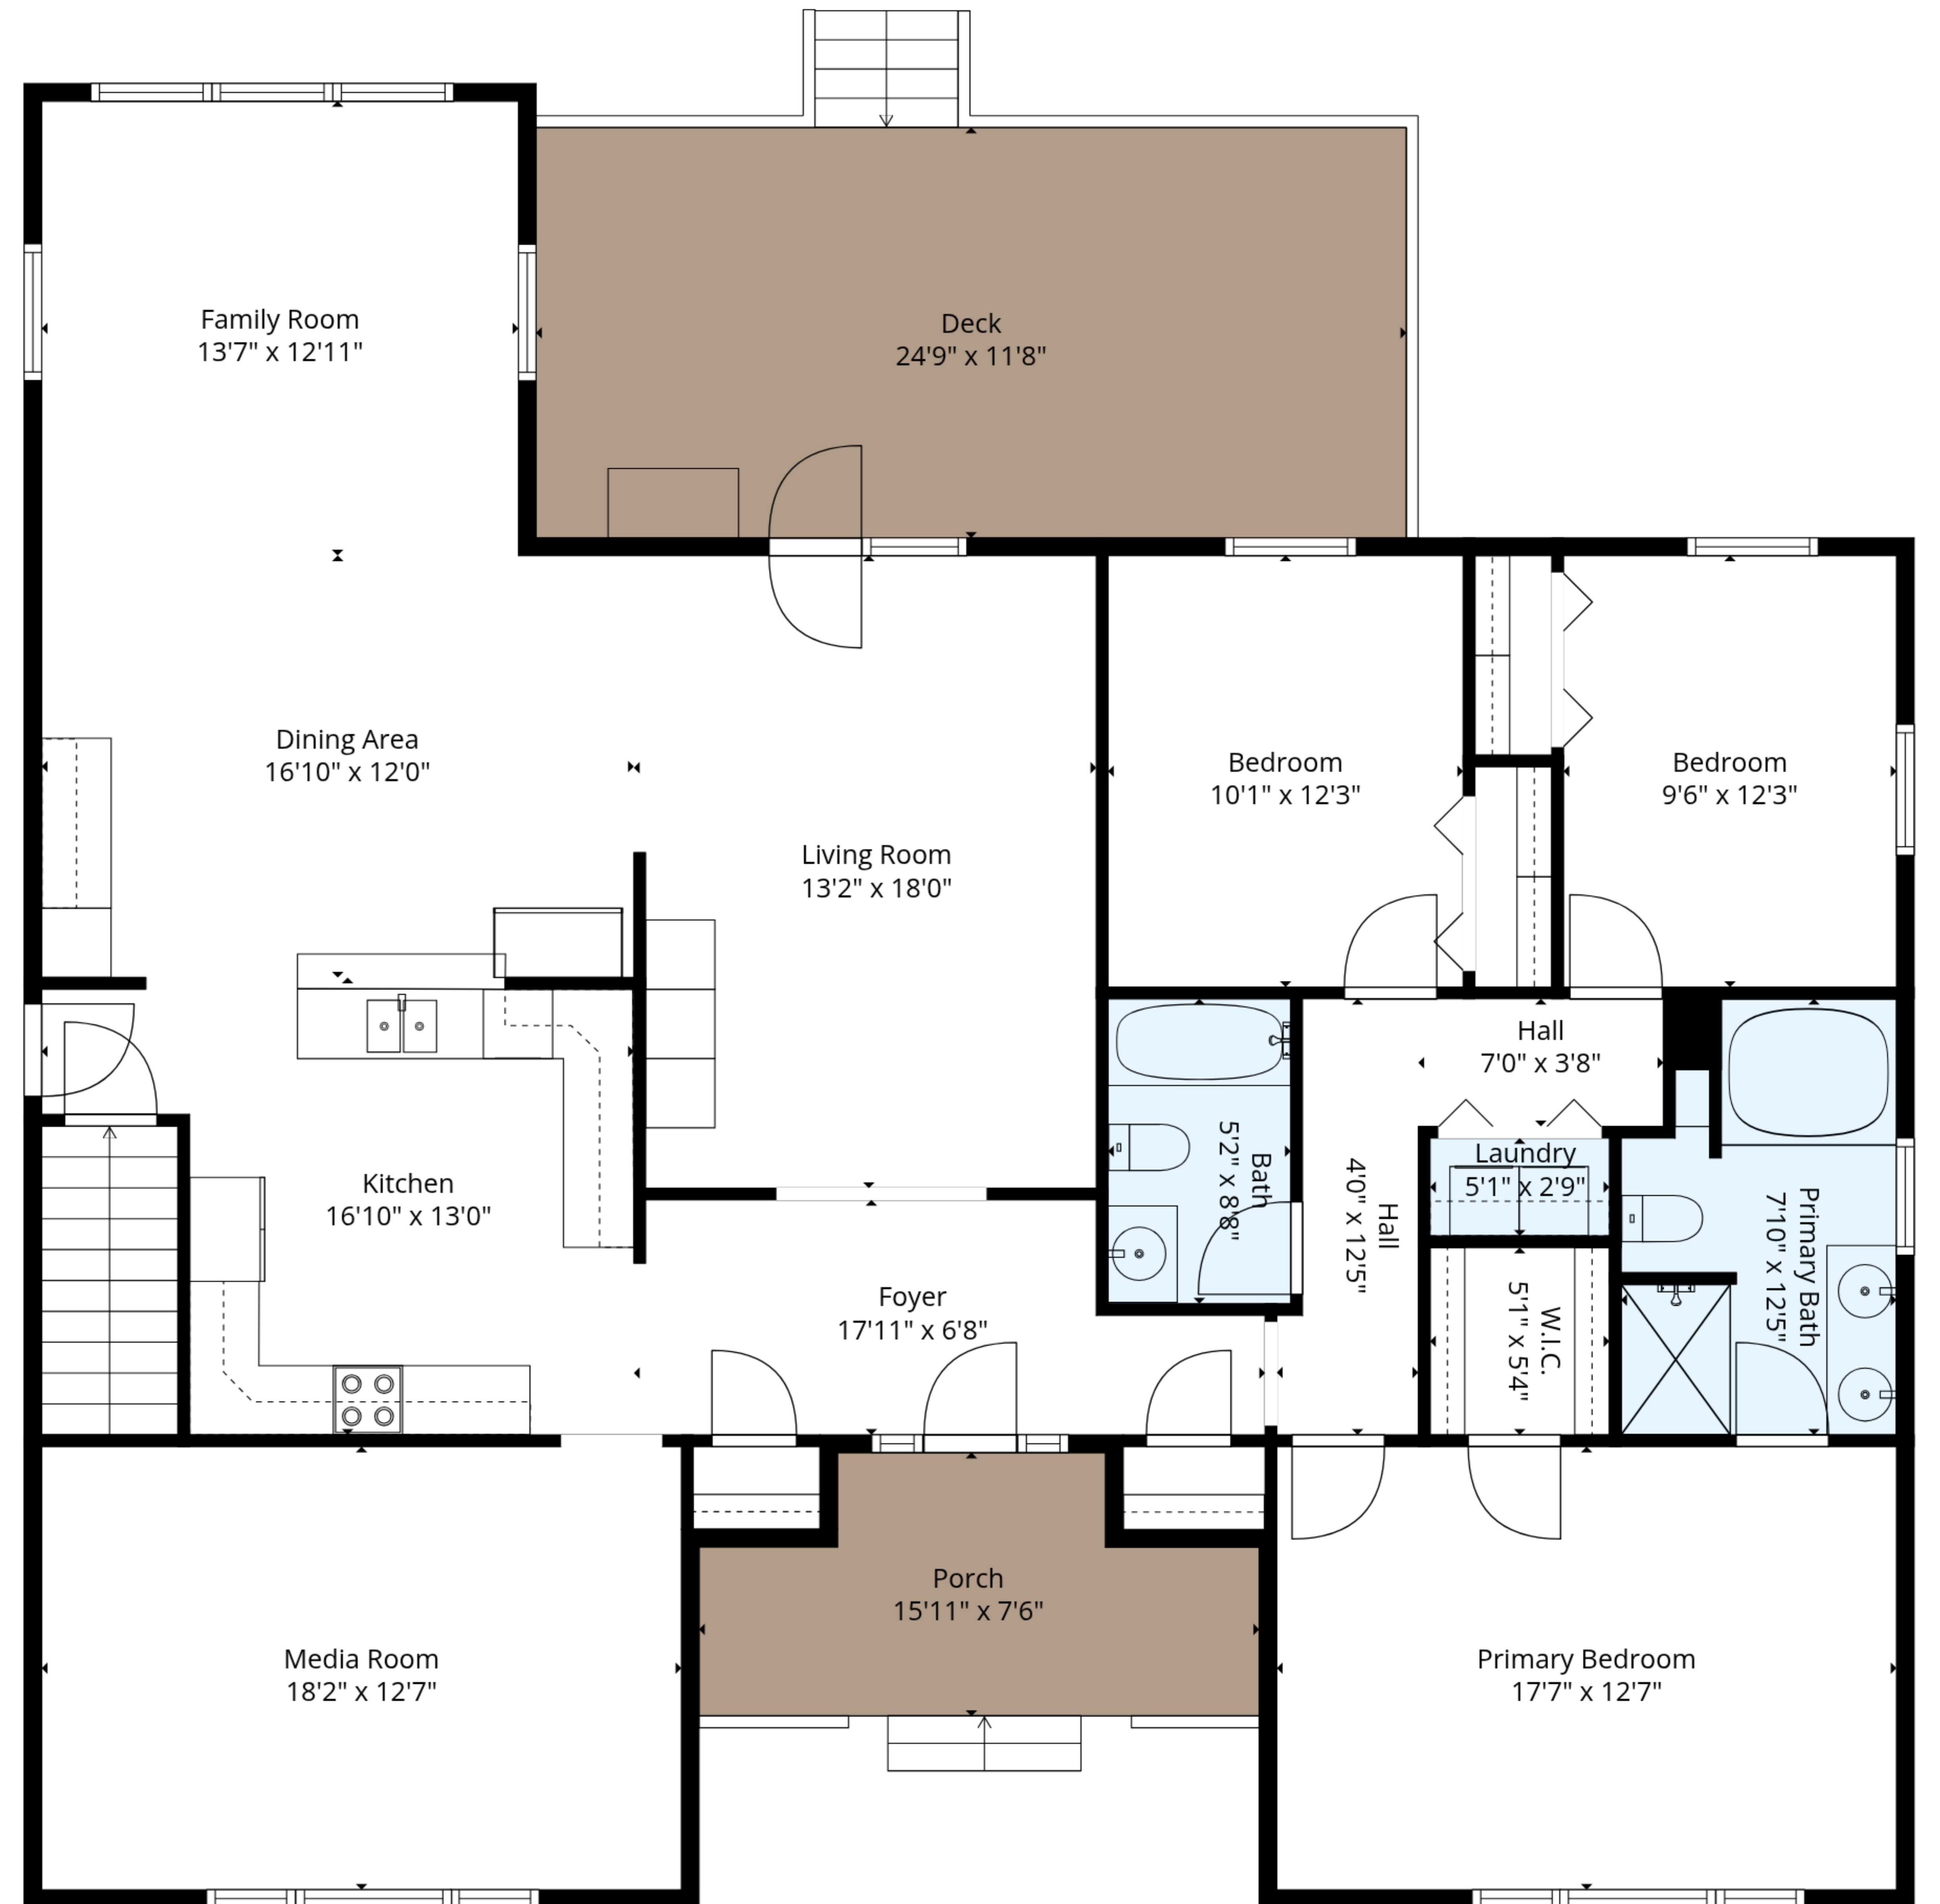 Family Room
13'7" x 12'11"
Deck
24'9" x 11'8"
Dining Area
16'10" x 12'0"
Living Room
13'2" x 18'0"
Bedroom
10'1" x 12'3"
Bedroom
9'6" x 12'3"
Hall
7'0" x 3'8"
Kitchen
16'10" x 13'0"
Bath
5'2" x 8'8"
Hall
4'0" x 12'5"
Laundry
5'1" x 2'9"
Primary Bath
7'10" x 12'5"
Foyer
17'11" x 6'8"
W.I.C.
5'1" x 5'4"
Porch
15'11" x 7'6"
Media Room
18'2" x 12'7"
Primary Bedroom
17'7" x 12'7"